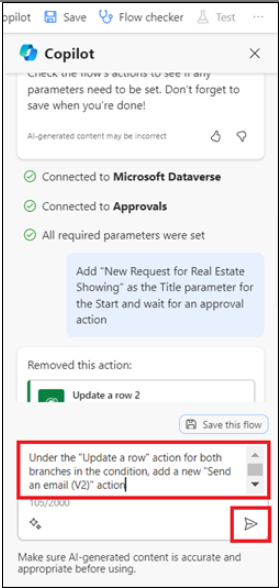 opilot Save Flow checker Test ...
Copilot
Check the flow's actions to see if any
parameters need to be set. Don't forget to
save when you're done!
AI-generated content may be incorrect
Connected to Microsoft Dataverse
Connected to Approvals
All required parameters were set
Add "New Request for Real Estate
Showing" as the Title parameter for
the Start and wait for an approval
action
Removed this action:
Update a row 2
Save this flow
Under the "Update a row" action for both
branches in the condition, add a new "Send
an email (V2)" action
105/2000
Make sure AI-generated content is accurate and
appropriate before using.